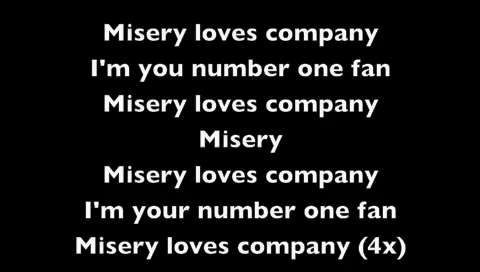 Misery loves company
I'm you number one fan
Misery loves company
Misery
Misery loves company
I'm your number one fan
Misery loves company (4x)